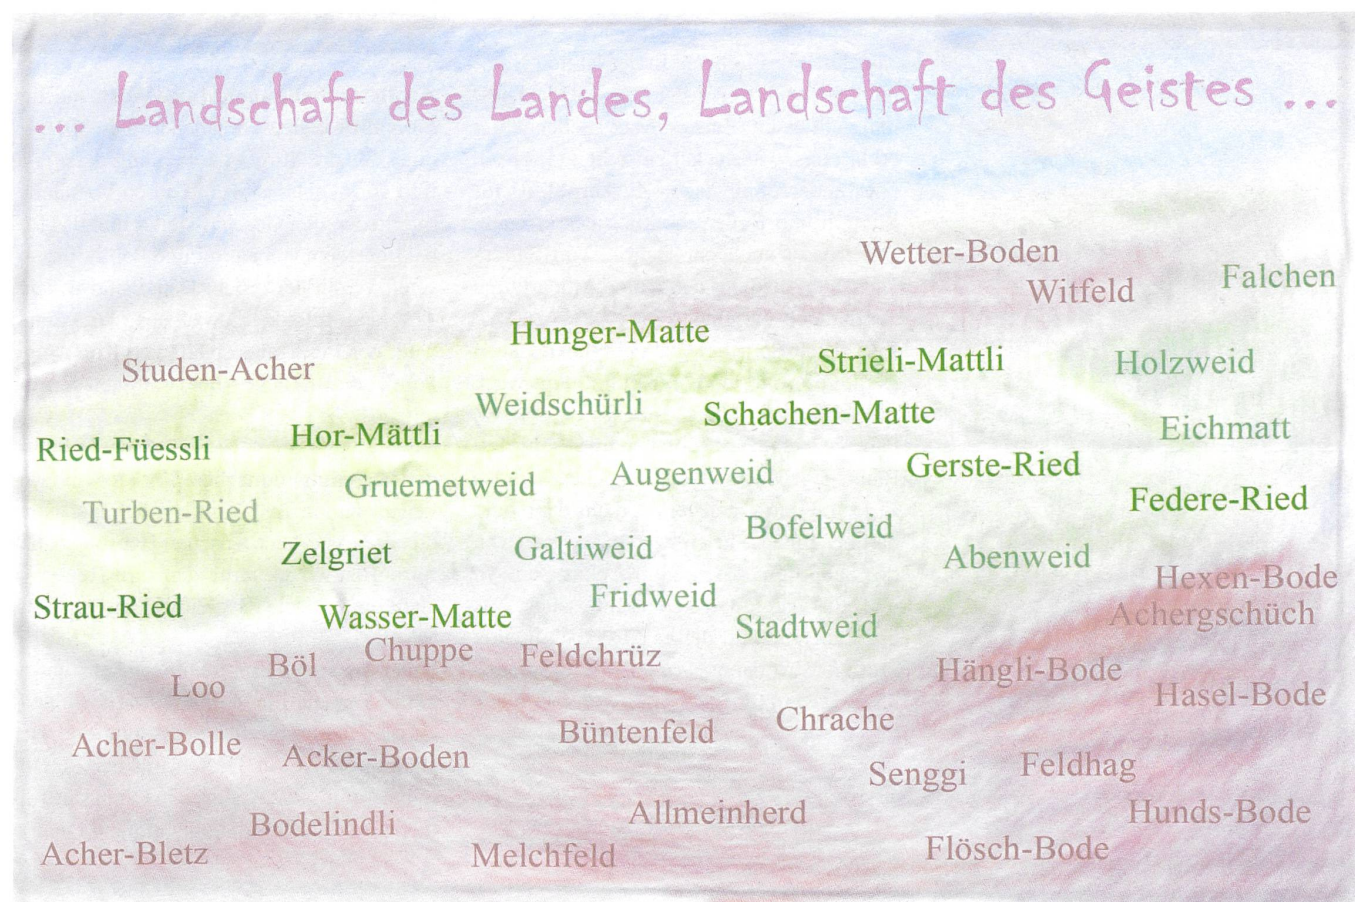 ... Landschaft des Landes, Landschaft des Geistes ...
Wetter-Boden
Witfeld
Falchen
Hunger-Matte
Studen-Acher
Strieli-Mattli
Holzweid
Weidschürli
Schachen-Matte
Ried-Füessli
Hor-Mättli
Eichmatt
Gruemetweid
Augenweid
Gerste-Ried
Turben-Ried
Federe-Ried
Zelgriet
Galtiweid
Bofelweid
Abenweid
Hexen-Bode
Strau-Ried
Wasser-Matte
Fridweid
Stadtweid
Achergschüch
Loo
Böl
Chuppe
Feldchrüz
Hängli-Bode
Hasel-Bode
Acher-Bolle
Acker-Boden
Büntenfeld
Chrache
Senggi
Feldhag
Bodelindli
Allmeinherd
Hunds-Bode
Acher-Bletz
Melchfeld
Flösch-Bode